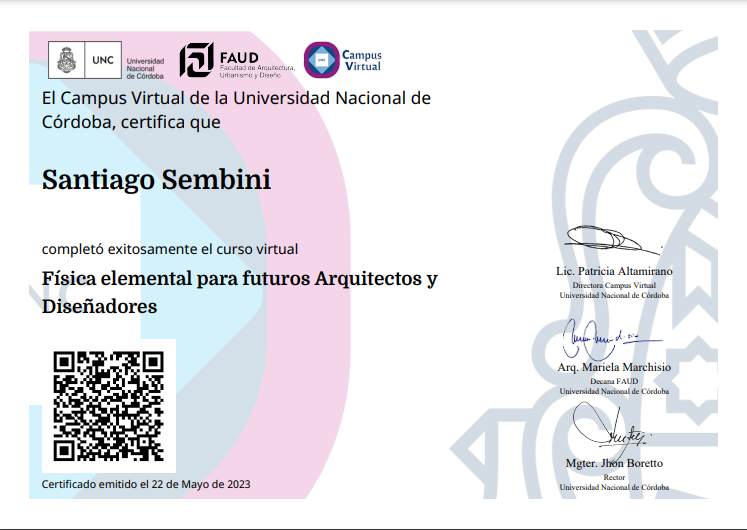 UNC
Universidad
Nacional
de Córdoba
FAUD
Facultad de Arquitectura,
Urbanismo y Diseño
UNC
Campus
Virtual
El Campus Virtual de la Universidad Nacional de
Córdoba, certifica que
Santiago Sembini
completó exitosamente el curso virtual
Física elemental para futuros Arquitectos y
Diseñadores
Certificado emitido el 22 de Mayo de 2023
Lic. Patricia Altamirano
Directora Campus Virtual
Universidad Nacional de Córdoba
Arq. Mariela Marchisio
Decana FAUD
Universidad Nacional de Córdoba
Mgter. Jhon Boretto
Rector
Universidad Nacional de Córdoba